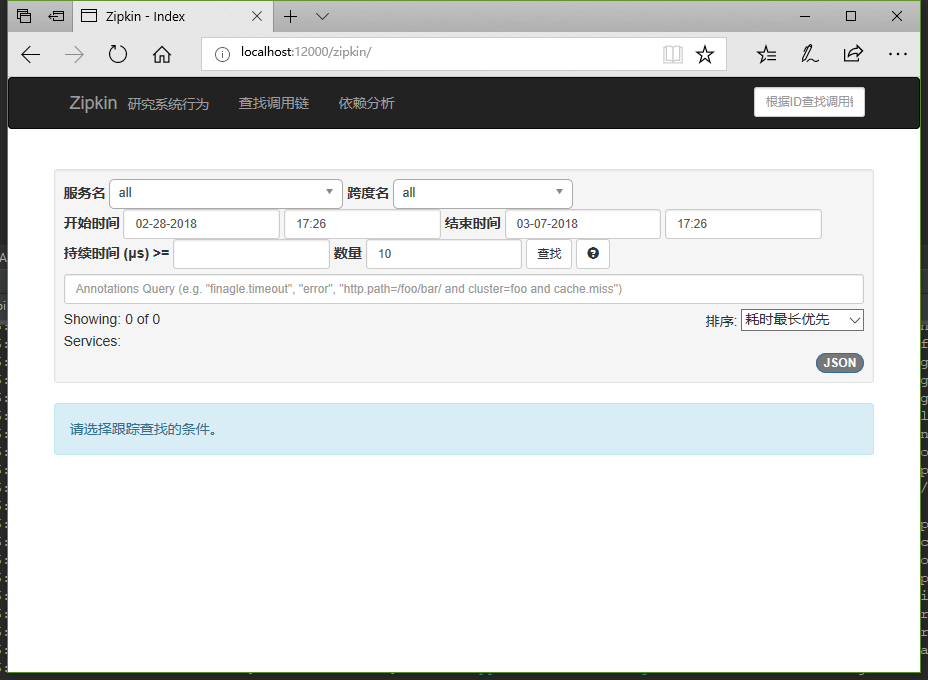 Zipkin - Index
localhost:12000/zipkin/
Zipkin 研究系统行为 查找调用链 依赖分析 根据ID查找调用
服务名 all 跨度名 all
开始时间 02-28-2018 17:26 结束时间 03-07-2018 17:26
持续时间 (μs) >= 数量 10 查找
Annotations Query (e.g. "finagle.timeout", "error", "http.path=/foo/bar/ and cluster=foo and cache.miss")
Showing: 0 of 0 排序: 耗时最长优先
Services:
JSON
请选择跟踪查找的条件。